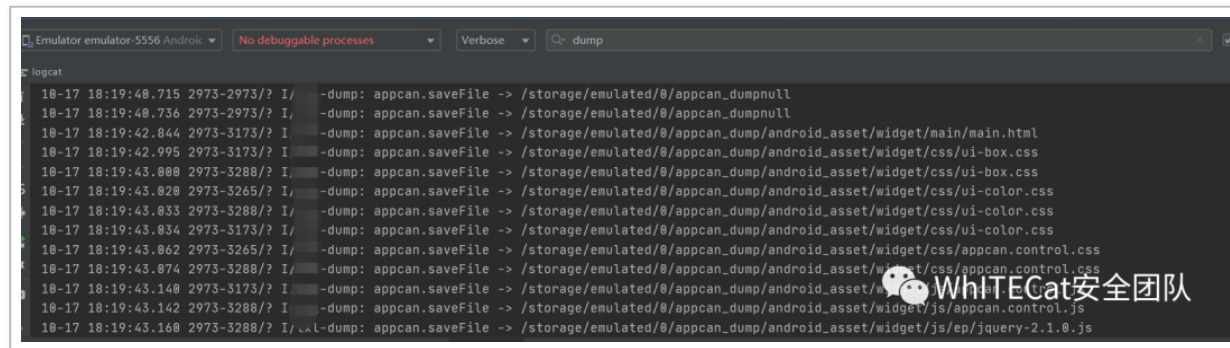 Emulator emulator-5556 Android
No debuggable processes
Verbose
dump
logcat
10-17 18:19:40.715 2973-2973/? I/ -dump: appcan.saveFile -> /storage/emulated/0/appcan_dumpnull
10-17 18:19:40.736 2973-2973/? I/ -dump: appcan.saveFile -> /storage/emulated/0/appcan_dumpnull
10-17 18:19:42.844 2973-3173/? I/ -dump: appcan.saveFile -> /storage/emulated/0/appcan_dump/android_asset/widget/main/main.html
10-17 18:19:42.995 2973-3173/? I/ -dump: appcan.saveFile -> /storage/emulated/0/appcan_dump/android_asset/widget/css/ui-box.css
10-17 18:19:43.000 2973-3288/? I/ -dump: appcan.saveFile -> /storage/emulated/0/appcan_dump/android_asset/widget/css/ui-box.css
10-17 18:19:43.020 2973-3265/? I/ -dump: appcan.saveFile -> /storage/emulated/0/appcan_dump/android_asset/widget/css/ui-color.css
10-17 18:19:43.033 2973-3288/? I/ -dump: appcan.saveFile -> /storage/emulated/0/appcan_dump/android_asset/widget/css/ui-color.css
10-17 18:19:43.034 2973-3173/? I/ -dump: appcan.saveFile -> /storage/emulated/0/appcan_dump/android_asset/widget/css/ui-color.css
10-17 18:19:43.062 2973-3265/? I/ -dump: appcan.saveFile -> /storage/emulated/0/appcan_dump/android_asset/widget/css/appcan.control.css
10-17 18:19:43.074 2973-3288/? I/ -dump: appcan.saveFile -> /storage/emulated/0/appcan_dump/android_asset/widget/css/appcan.control.css
10-17 18:19:43.140 2973-3173/? I/ -dump: appcan.saveFile -> /storage/emulated/0/appcan_dump/android_asset/widget/js/appcan.control.js
WhITECat安全团队
10-17 18:19:43.142 2973-3288/? I/ -dump: appcan.saveFile -> /storage/emulated/0/appcan_dump/android_asset/widget/js/appcan.control.js
10-17 18:19:43.160 2973-3288/? I/ -dump: appcan.saveFile -> /storage/emulated/0/appcan_dump/android_asset/widget/js/ep/jquery-2.1.0.js